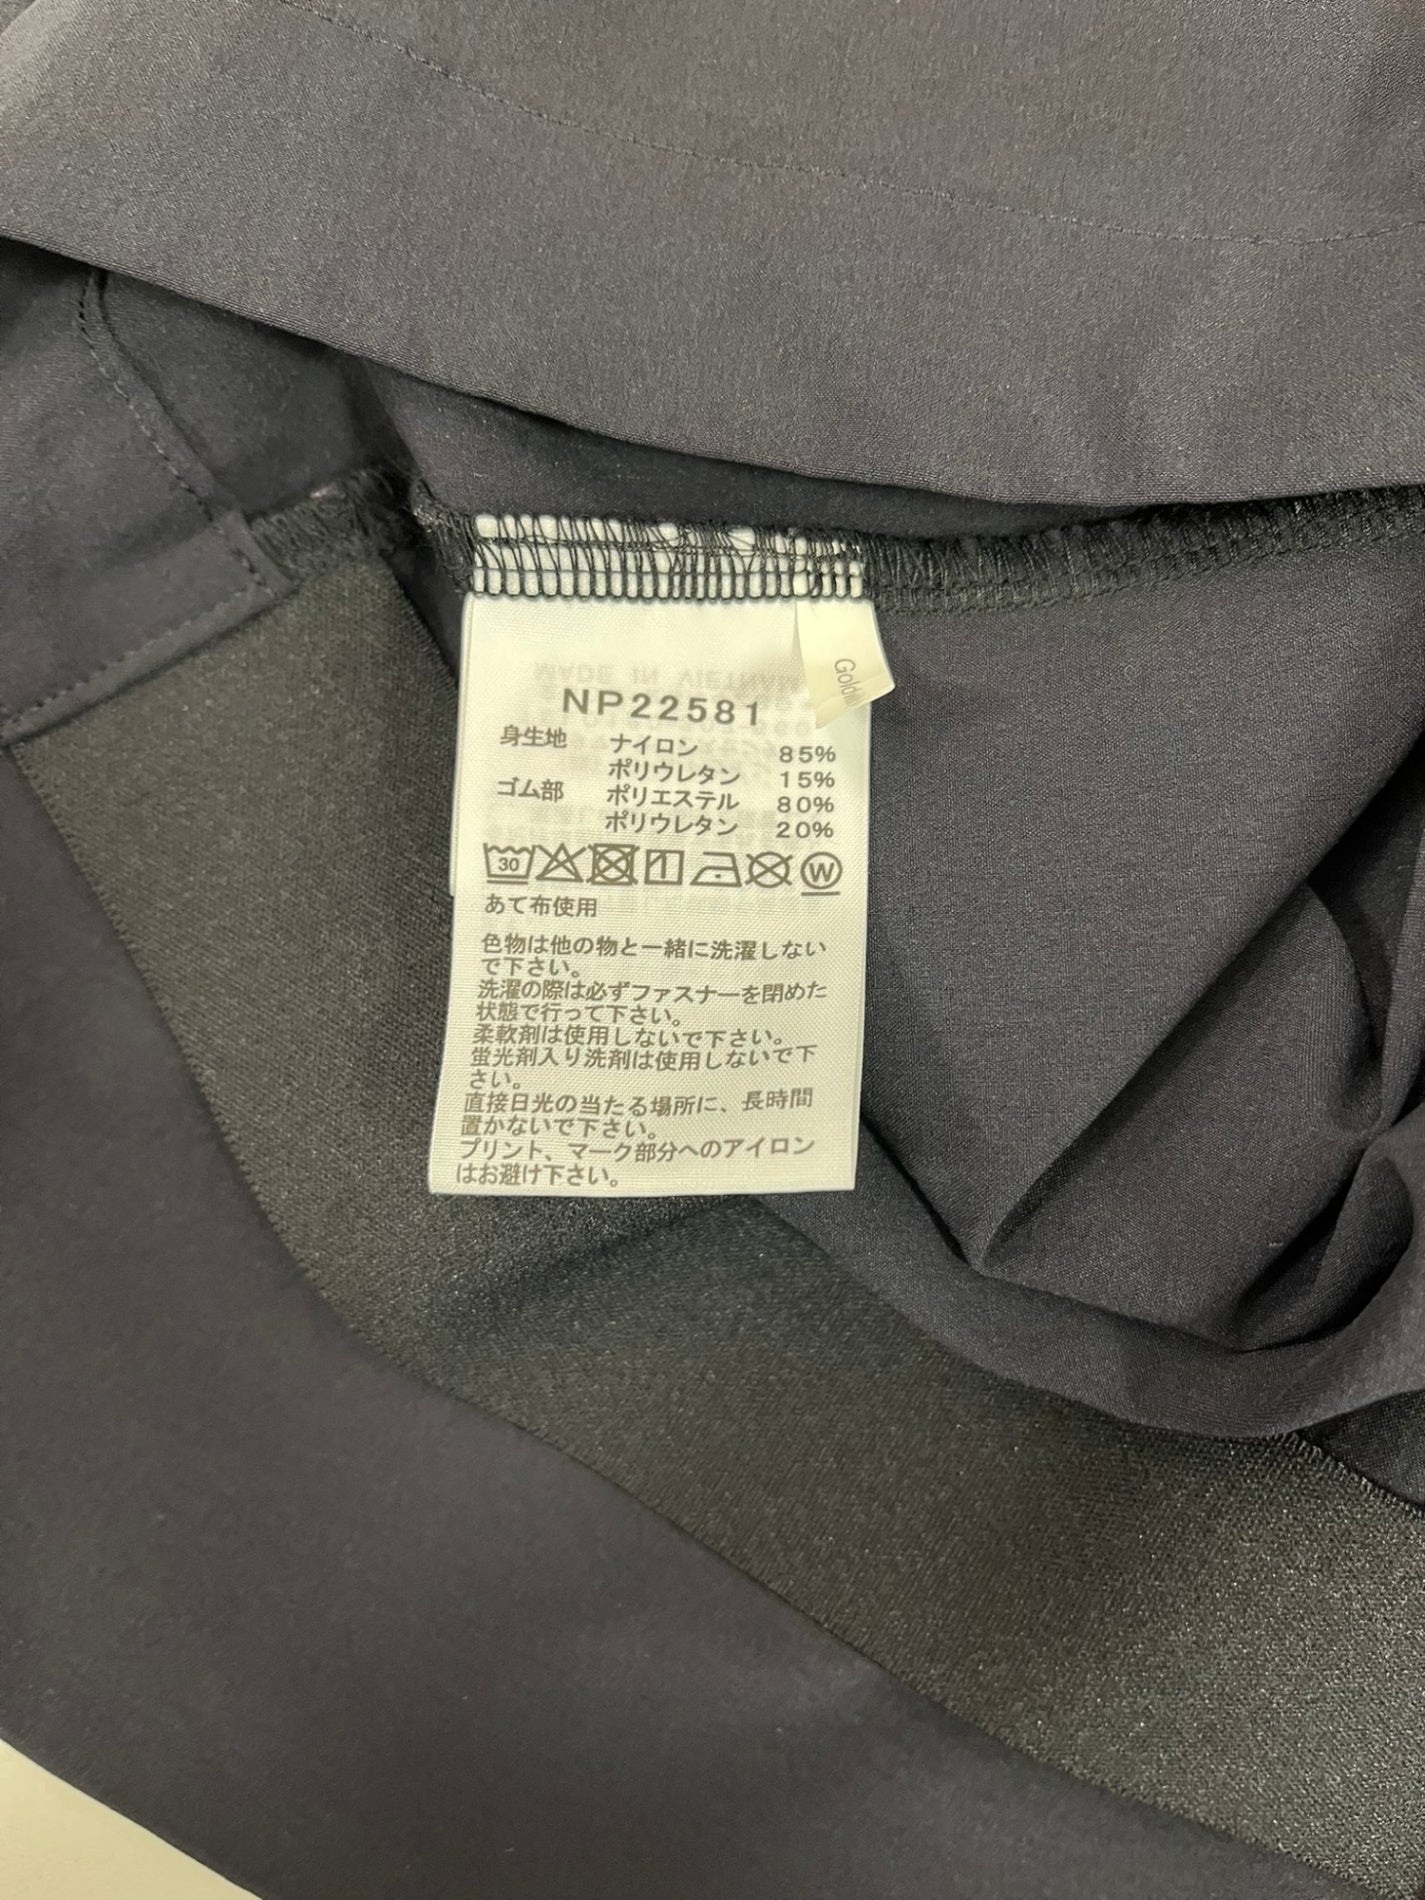 MADE IN VIETNAM
NP22581
身生地 ナイロン 85%
ポリウレタン 15%
ゴム部 ポリエステル 80%
ポリウレタン 20%
30 W
あて布使用
色物は他の物と一緒に洗濯しない
で下さい。
洗濯の際は必ずファスナーを閉めた
状態で行って下さい。
柔軟剤は使用しないで下さい。
蛍光剤入り洗剤は使用しないで下
さい。
直接日光の当たる場所に、長時間
置かないで下さい。
プリント、マーク部分へのアイロン
はお避け下さい。